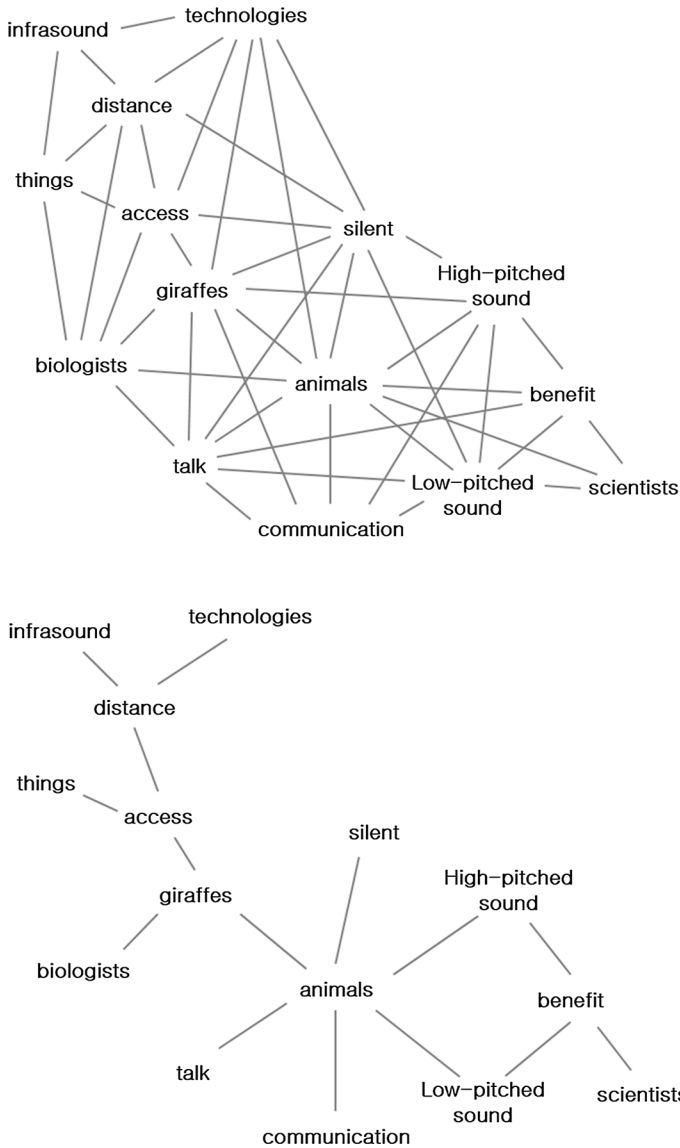 technologies
infrasound
distance
things
access
silent
High-pitched
sound
giraffes
biologists
animals
benefit
talk
Low-pitched
sound
scientists
communication
technologies
infrasound
distance
things
access
silent
High-pitched
sound
giraffes
biologists
animals
benefit
talk
Low-pitched
sound
scientists
communication